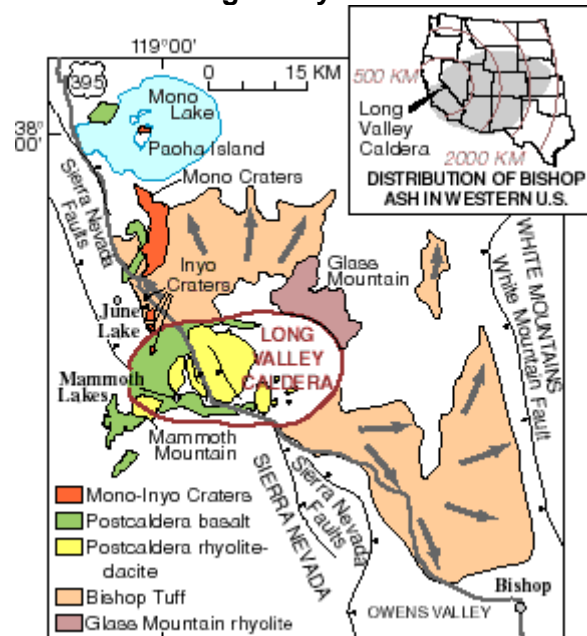 119°00'
0 15 KM
395
Mono
Lake
38°
00'
Paoha Island
Mono Craters
Sierra Nevada
Faults
Inyo
Craters
Glass
Mountain
June
Lake
LONG
VALLEY
CALDERA
Mammoth
Lakes
Mammoth
Mountain
WHITE MOUNTAINS
White Mountain Fault
Sierra Nevada
Faults
SIERRA NEVADA
Bishop
OWENS VALLEY
500 KM
Long
Valley
Caldera
2000 KM
DISTRIBUTION OF BISHOP
ASH IN WESTERN U.S.
Mono-Inyo Craters
Postcaldera basalt
Postcaldera rhyolite-
dacite
Bishop Tuff
Glass Mountain rhyolite